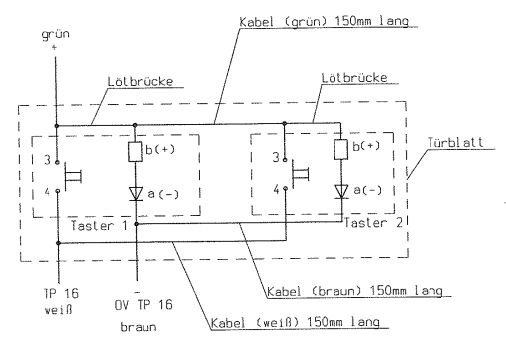 Kabel (grün) 150mm lang
grün
+
Lötbrücke
Lötbrücke
Türblatt
3
b(+)
4
a(-)
Taster 1
3
b(+)
4
a(-)
Taster 2
TP 16
weiß
-
0V TP 16
braun
Kabel (braun) 150mm lang
Kabel (weiß) 150mm lang